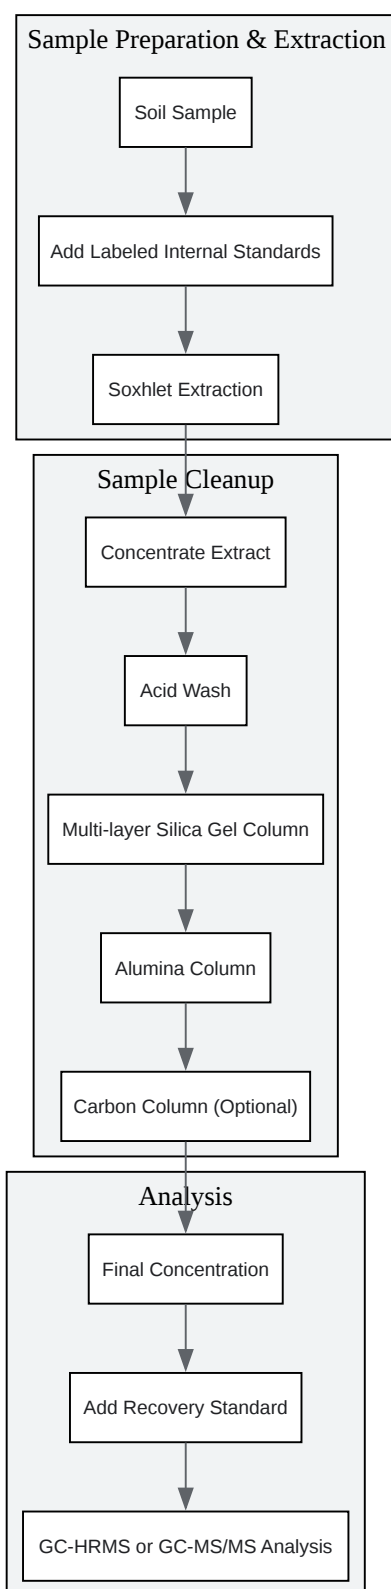 Sample Preparation & Extraction
Soil Sample
Add Labeled Internal Standards
Soxhlet Extraction
Sample Cleanup
Concentrate Extract
Acid Wash
Multi-layer Silica Gel Column
Alumina Column
Carbon Column (Optional)
Analysis
Final Concentration
Add Recovery Standard
GC-HRMS or GC-MS/MS Analysis